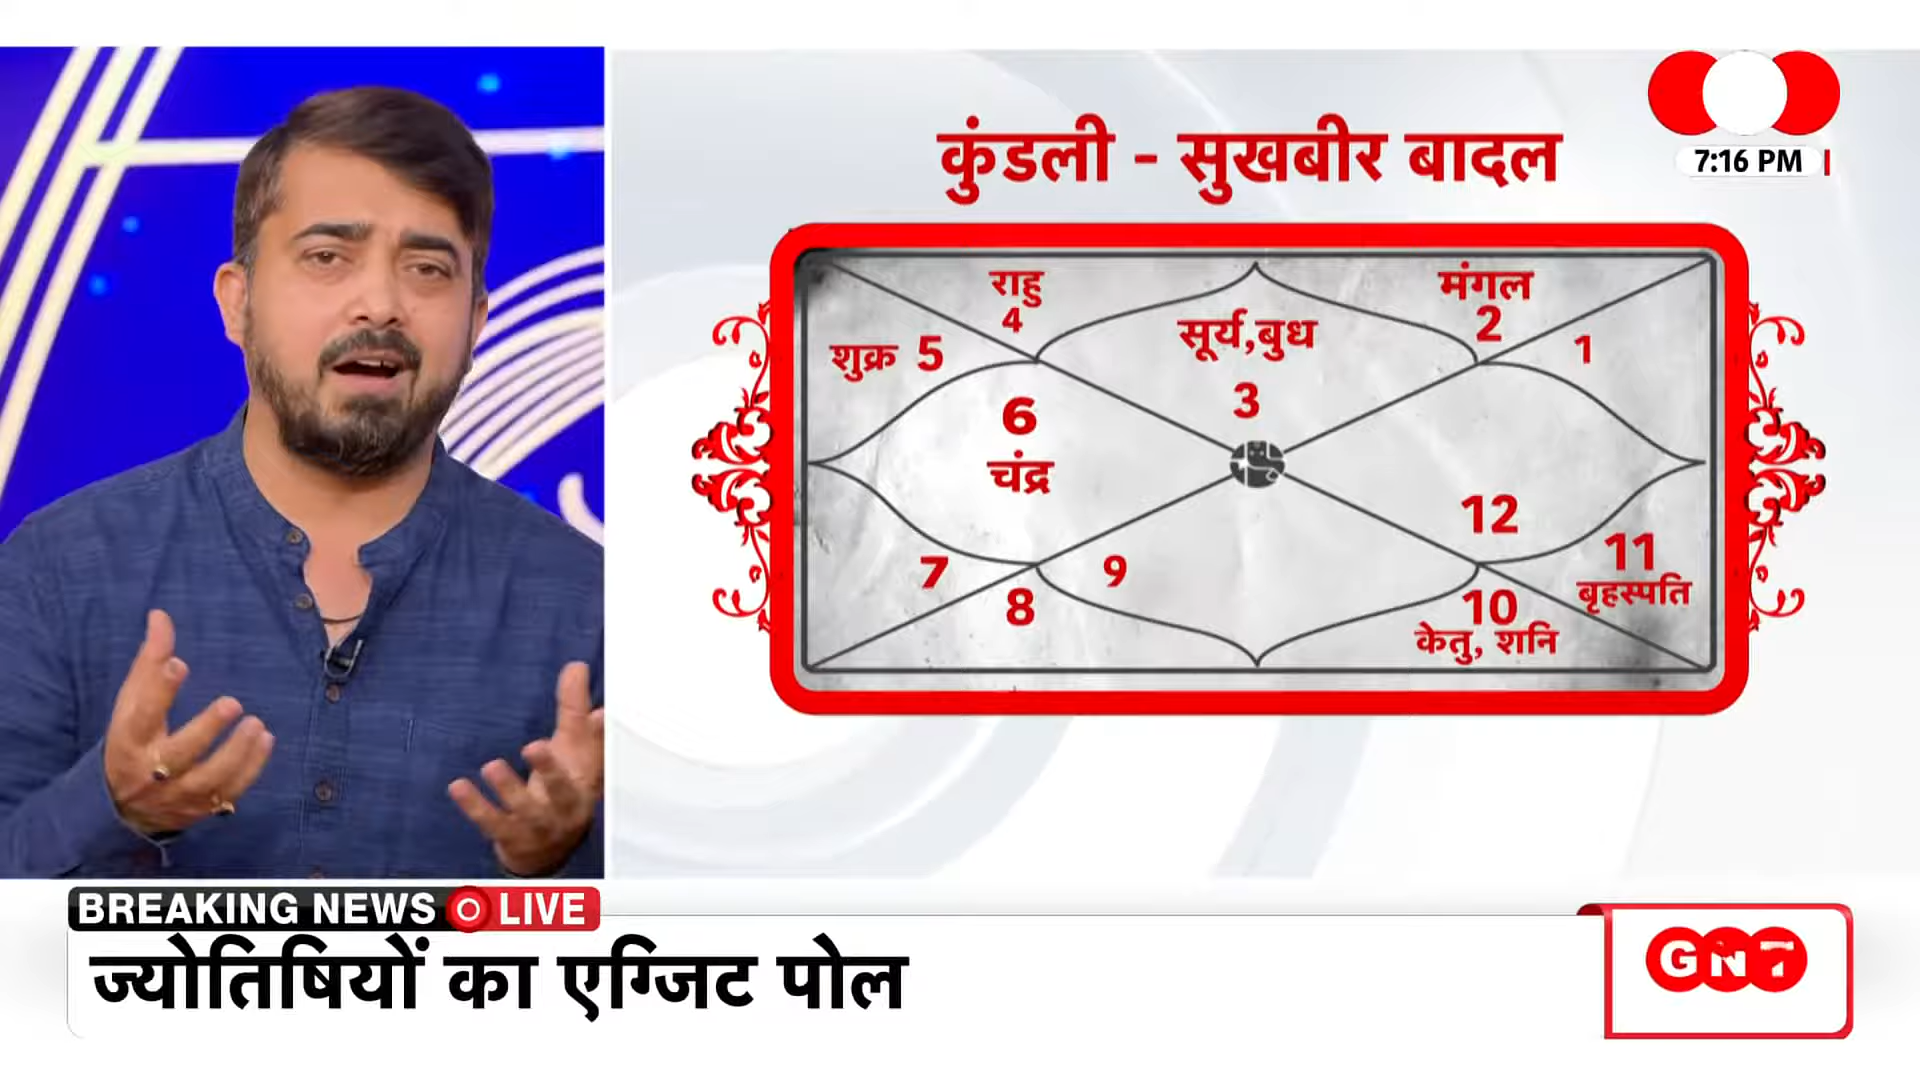 कुंडली - सुखबीर बादल
7:16 PM
राहु
4
मंगल
2
सूर्य,बुध
3
1
शुक्र 5
6
चंद्र
12
11
बृहस्पति
7
9
8
10
केतु, शनि
BREAKING NEWS LIVE
ज्योतिषियों का एग्जिट पोल
GNT